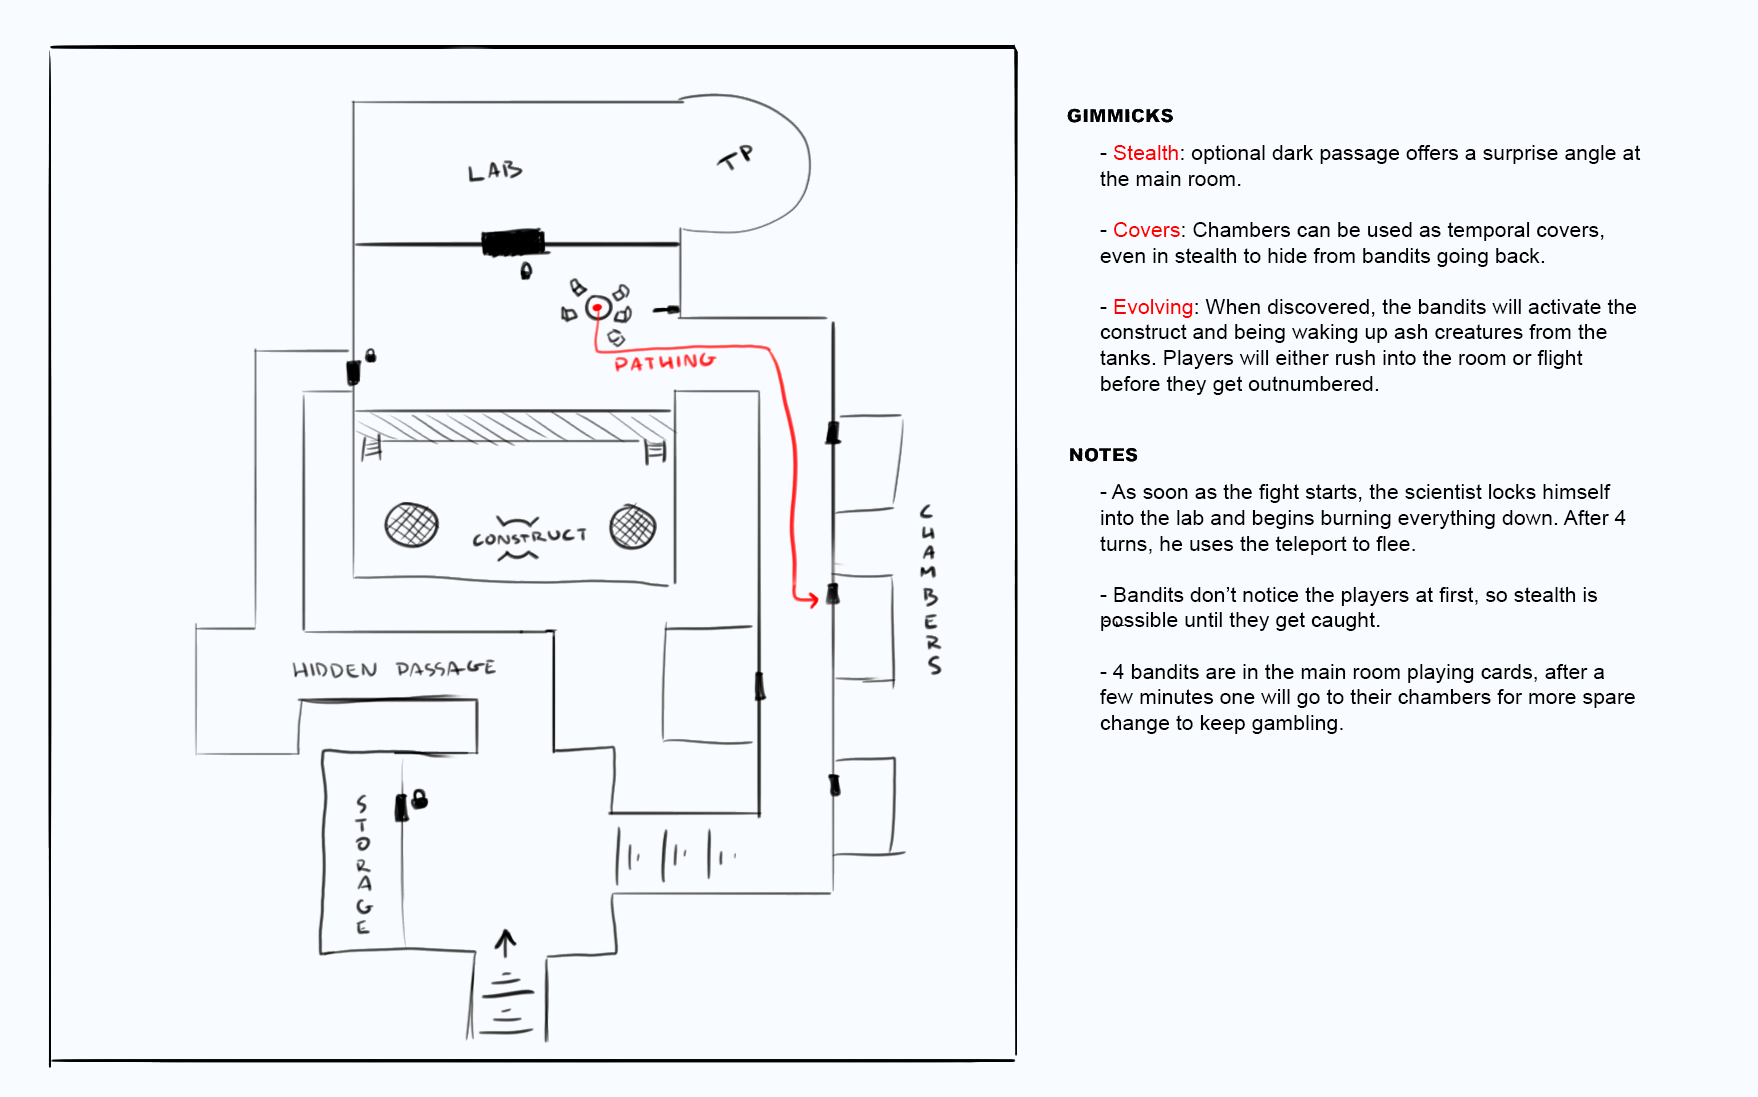 LAB
TP
PATHING
CONSTRUCT
CHAMBERS
HIDDEN PASSAGE
STORAGE
GIMMICKS
- Stealth: optional dark passage offers a surprise angle at
the main room.
- Covers: Chambers can be used as temporal covers,
even in stealth to hide from bandits going back.
- Evolving: When discovered, the bandits will activate the
construct and being waking up ash creatures from the
tanks. Players will either rush into the room or flight
before they get outnumbered.
NOTES
- As soon as the fight starts, the scientist locks himself
into the lab and begins burning everything down. After 4
turns, he uses the teleport to flee.
- Bandits don’t notice the players at first, so stealth is
possible until they get caught.
- 4 bandits are in the main room playing cards, after a
few minutes one will go to their chambers for more spare
change to keep gambling.